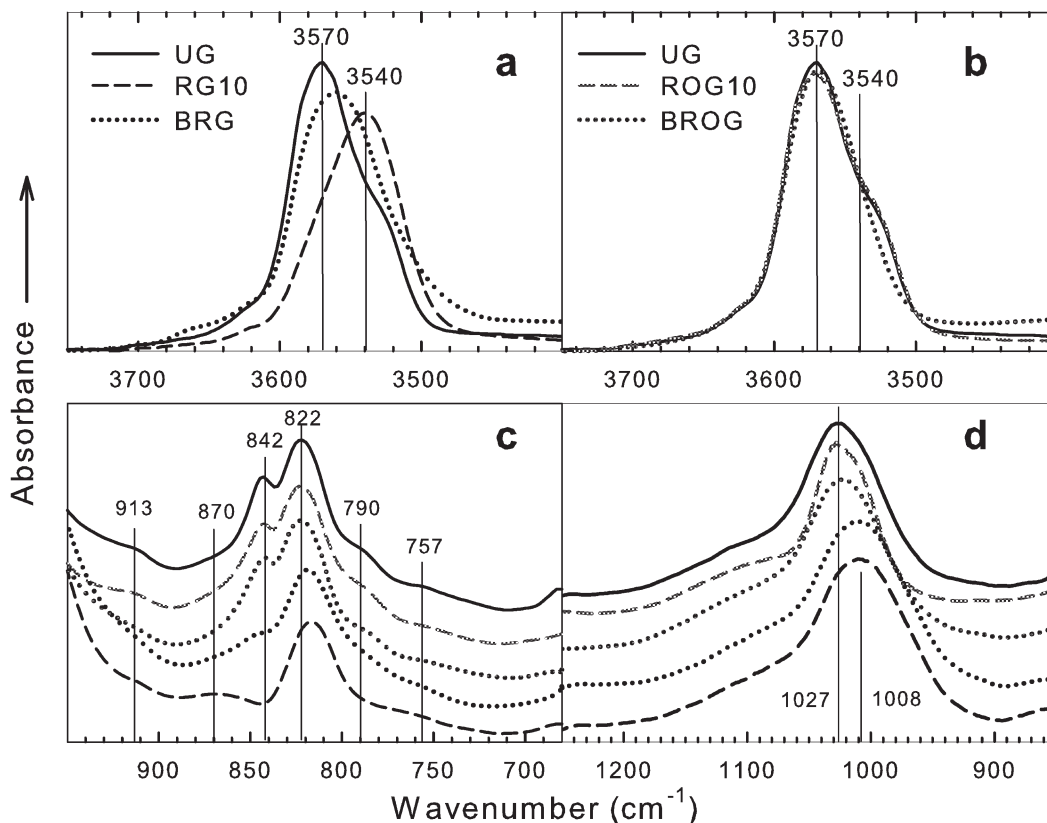 3570
UG
a
RG10
3540
BRG
3700 3600 3500
3570
UG
b
ROG10
3540
BROG
3700 3600 3500
Absorbance
822
c
842
913
870
790
757
900 850 800 750 700
d
1027
1008
1200 1100 1000 900
Wavenumber (cm⁻¹)